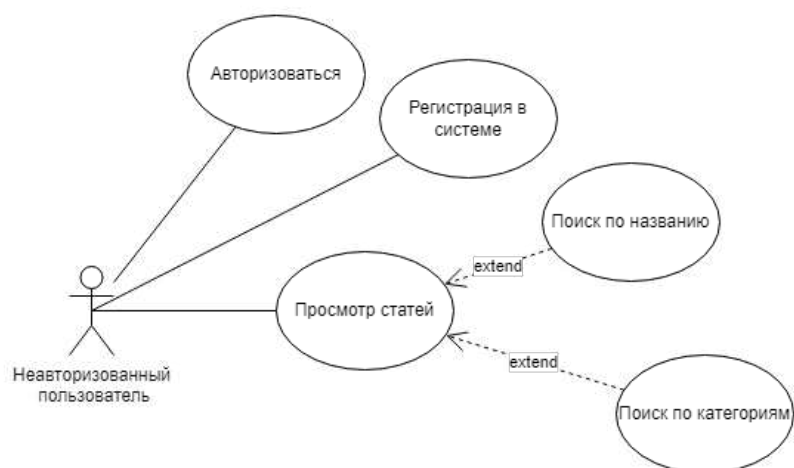 Авторизоваться
Регистрация в
системе
Поиск по названию
extend
Просмотр статей
extend
Неавторизованный
пользователь
Поиск по категориям